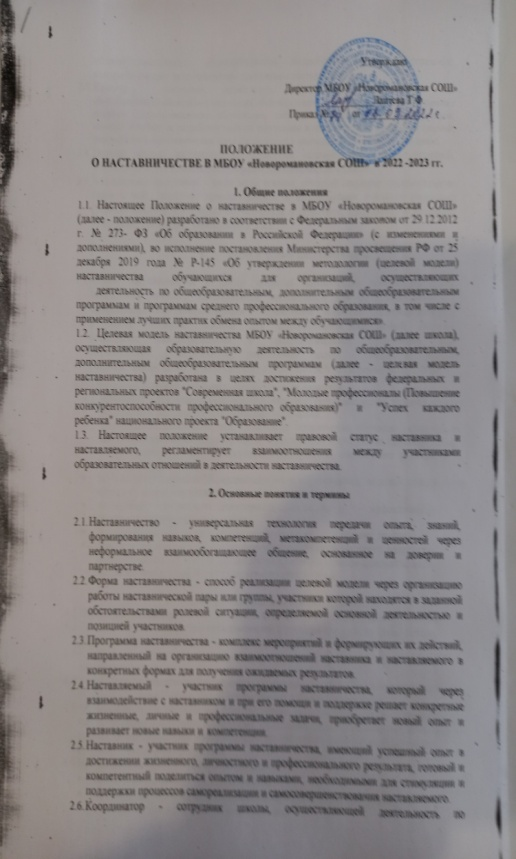 Утверждаю
Директор МБОУ «Новоромановская СОШ»
Приказ № от
ПОЛОЖЕНИЕ
О НАСТАВНИЧЕСТВЕ В МБОУ «Новоромановская СОШ» в 2022 -2023 гг.
1. Общие положения
1.1. Настоящее Положение о наставничестве в МБОУ «Новоромановская СОШ»
(далее - положение) разработано в соответствии с Федеральным законом от 29.12.2012
г. № 273- ФЗ «Об образовании в Российской Федерации» (с изменениями и
дополнениями), во исполнение постановления Министерства просвещения РФ от 25
декабря 2019 года № Р-145 «Об утверждении методологии (целевой модели)
наставничества обучающихся для организаций, осуществляющих
деятельность по общеобразовательным, дополнительным общеобразовательным
программам и программам среднего профессионального образования, в том числе с
применением лучших практик обмена опытом между обучающимися».
1.2. Целевая модель наставничества МБОУ «Новоромановская СОШ» (далее школа),
осуществляющая образовательную деятельность по общеобразовательным,
дополнительным общеобразовательным программам (далее - целевая модель
наставничества) разработана в целях достижения результатов федеральных и
региональных проектов "Современная школа", "Молодые профессионалы (Повышение
конкурентоспособности профессионального образования)" и "Успех каждого
ребенка" национального проекта "Образование".
1.3. Настоящее положение устанавливает правовой статус наставника и
наставляемого, регламентирует взаимоотношения между участниками
образовательных отношений в деятельности наставничества.
2. Основные понятия и термины
2.1. Наставничество - универсальная технология передачи опыта, знаний,
формирования навыков, компетенций, метакомпетенций и ценностей через
неформальное взаимообогащающее общение, основанное на доверии и
партнерстве.
2.2. Форма наставничества - способ реализации целевой модели через организацию
работы наставнической пары или группы, участники которой находятся в заданной
обстоятельствами ролевой ситуации, определяемой основной деятельностью и
позицией участников.
2.3. Программа наставничества - комплекс мероприятий и формирующих их действий,
направленный на организацию взаимоотношений наставника и наставляемого в
конкретных формах для получения ожидаемых результатов.
2.4. Наставляемый - участник программы наставничества, который через
взаимодействие с наставником и при его помощи и поддержке решает конкретные
жизненные, личные и профессиональные задачи, приобретает новый опыт и
развивает новые навыки и компетенции.
2.5. Наставник - участник программы наставничества, имеющий успешный опыт в
достижении жизненного, личностного и профессионального результата, готовый и
компетентный поделиться опытом и навыками, необходимыми для стимуляции и
поддержки процессов самореализации и самосовершенствования наставляемого.
2.6. Координатор - сотрудник школы, осуществляющей деятельность по